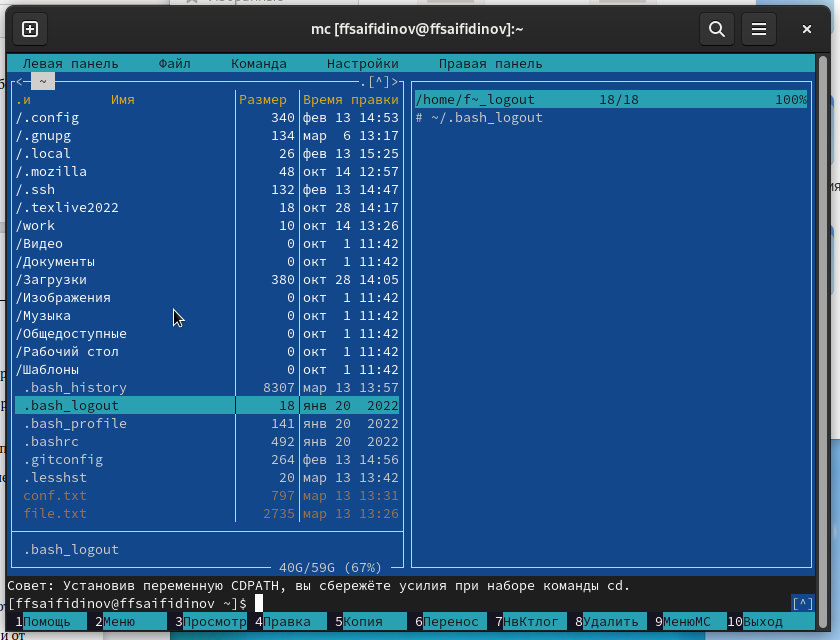 mc [ffsaifidinov@ffsaifidinov]:~
Левая панель Файл Команда Настройки Правая панель
<─ ~ .[^]>
.и Имя Размер Время правки
/.config 340 фев 13 14:53
/.gnupg 134 мар 6 13:17
/.local 26 фев 13 15:25
/.mozilla 48 окт 14 12:57
/.ssh 132 фев 13 14:47
/.texlive2022 18 окт 28 14:17
/work 10 окт 14 13:26
/Видео 0 окт 1 11:42
/Документы 0 окт 1 11:42
/Загрузки 380 окт 28 14:05
/Изображения 0 окт 1 11:42
/Музыка 0 окт 1 11:42
/Общедоступные 0 окт 1 11:42
/Рабочий стол 0 окт 1 11:42
/Шаблоны 0 окт 1 11:42
.bash_history 8307 мар 13 13:57
.bash_logout 18 янв 20 2022
.bash_profile 141 янв 20 2022
.bashrc 492 янв 20 2022
.gitconfig 264 фев 13 14:56
.lesshst 20 мар 13 13:42
conf.txt 797 мар 13 13:31
file.txt 2735 мар 13 13:26
.bash_logout
40G/59G (67%)
/home/f~_logout 18/18 100%
# ~/.bash_logout
Совет: Установив переменную CDPATH, вы сбережёте усилия при наборе команды cd.
[ffsaifidinov@ffsaifidinov ~]$ [^]
1Помощь 2Меню 3Просмотр 4Правка 5Копия 6Перенос 7НвКтлог 8Удалить 9МенюМС 10Выход